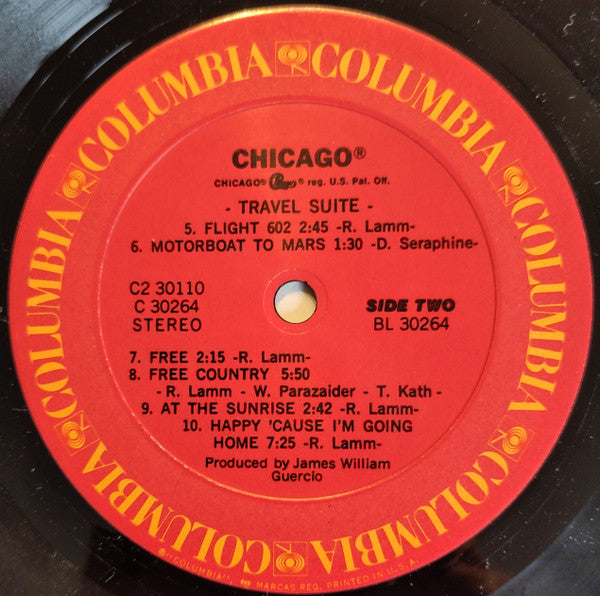 COLUMBIA COLUMBIA COLUMBIA COLUMBIA COLUMBIA COLUMBIA
CHICAGO®
CHICAGO® Chicago ® reg. U.S. Pat. Off.
- TRAVEL SUITE -
5. FLIGHT 602 2:45 -R. Lamm-
6. MOTORBOAT TO MARS 1:30 -D. Seraphine-
C2 30110
C 30264
STEREO
SIDE TWO
BL 30264
7. FREE 2:15 -R. Lamm-
8. FREE COUNTRY 5:50
-R. Lamm - W. Parazaider - T. Kath -
9. AT THE SUNRISE 2:42 -R. Lamm-
10. HAPPY 'CAUSE I'M GOING
HOME 7:25 -R. Lamm-
Produced by James William
Guercio
®"COLUMBIA", MARCAS REG. PRINTED IN U.S.A.